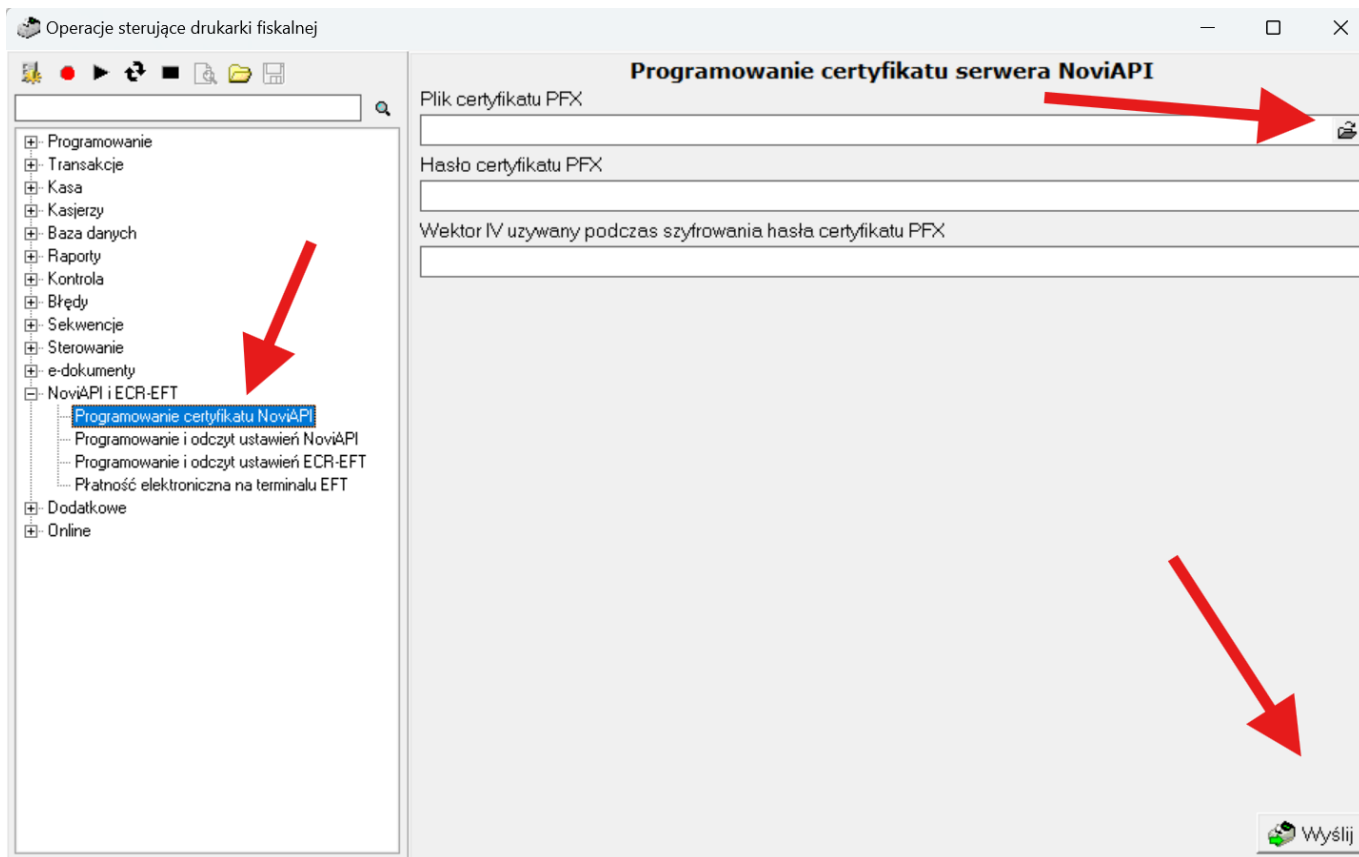 Operacje sterujące drukarki fiskalnej
Programowanie
Transakcje
Kasa
Kasjerzy
Baza danych
Raporty
Kontrola
Błędy
Sekwencje
Sterowanie
e-dokumenty
NoviAPI i ECR-EFT
Programowanie certyfikatu NoviAPI
Programowanie i odczyt ustawień NoviAPI
Programowanie i odczyt ustawień ECR-EFT
Płatność elektroniczna na terminalu EFT
Dodatkowe
Online
Programowanie certyfikatu serwera NoviAPI
Plik certyfikatu PFX
Hasło certyfikatu PFX
Wektor IV uzywany podczas szyfrowania hasła certyfikatu PFX
Wyślij